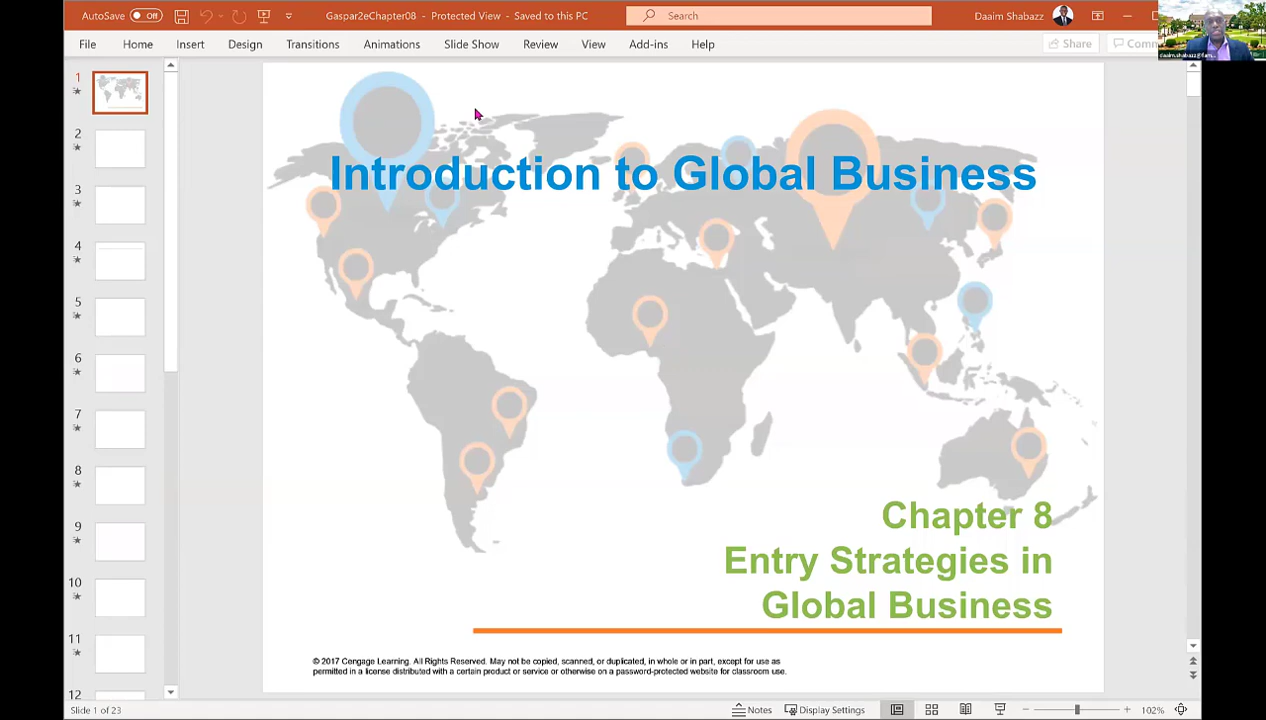 AutoSave Off Gaspar2eChapter08 - Protected View - Saved to this PC Search Daaim Shabazz
File Home Insert Design Transitions Animations Slide Show Review View Add-ins Help Share
1
2
3
4
5
6
7
8
9
10
11
12
Introduction to Global Business
Chapter 8
Entry Strategies in
Global Business
© 2017 Cengage Learning. All Rights Reserved. May not be copied, scanned, or duplicated, in whole or in part, except for use as
permitted in a license distributed with a certain product or service or otherwise on a password-protected website for classroom use.
Slide 1 of 23 Notes Display Settings 102%